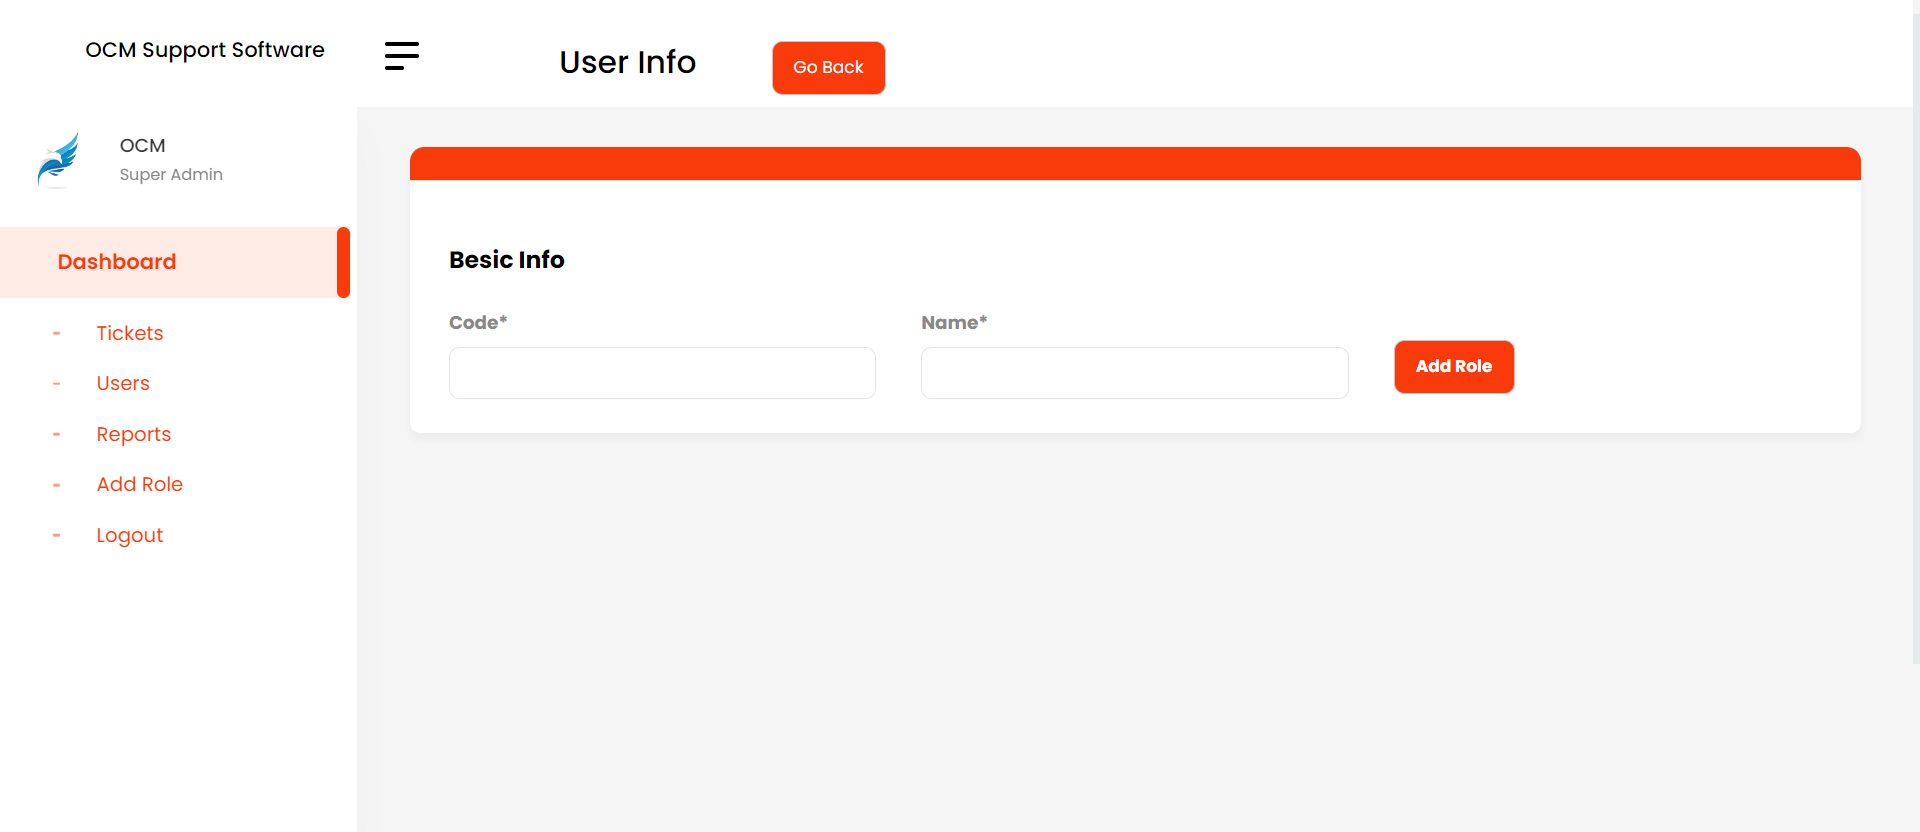 OCM Support Software
User Info
Go Back
OCM
Super Admin
Dashboard
- Tickets
- Users
- Reports
- Add Role
- Logout
Besic Info
Code*
Name*
Add Role